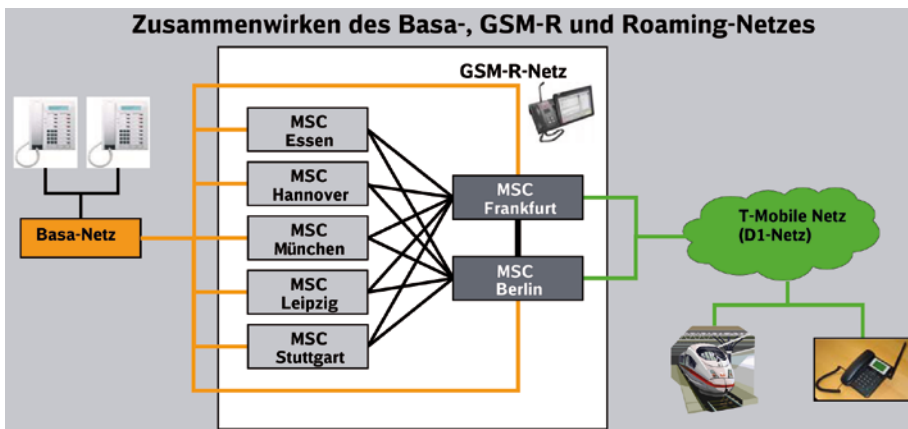 Zusammenwirken des Basa-, GSM-R und Roaming-Netzes
GSM-R-Netz
MSC
Essen
MSC
Hannover
MSC
München
MSC
Leipzig
MSC
Stuttgart
MSC
Frankfurt
MSC
Berlin
Basa-Netz
T-Mobile Netz
(D1-Netz)